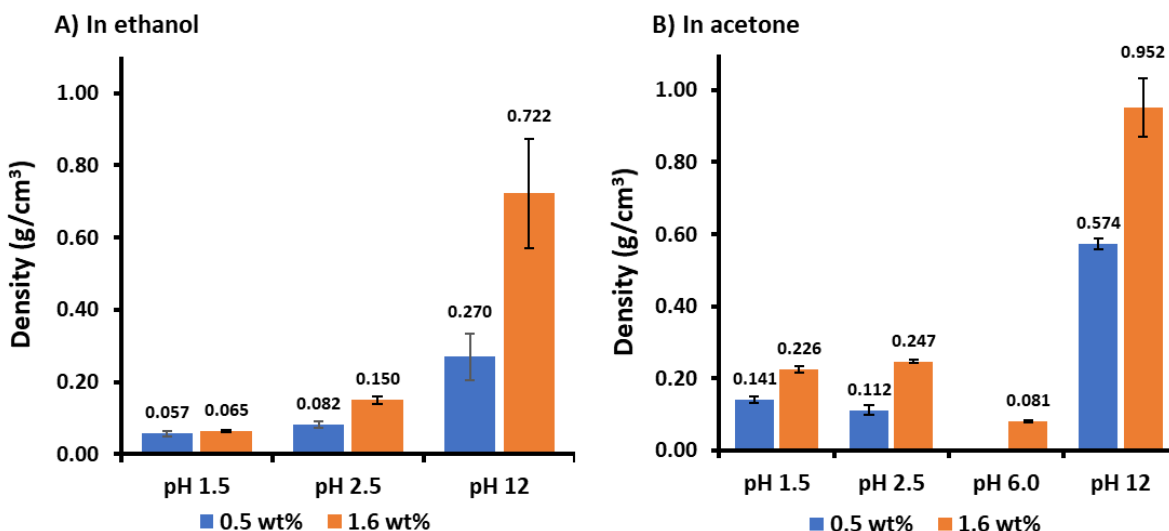 A) In ethanol
Density (g/cm³)
1.00
0.80
0.60
0.40
0.20
0.00
0.057
0.065
0.082
0.150
0.270
0.722
pH 1.5
pH 2.5
pH 12
0.5 wt%
1.6 wt%
B) In acetone
Density (g/cm³)
1.00
0.80
0.60
0.40
0.20
0.00
0.141
0.226
0.112
0.247
0.081
0.574
0.952
pH 1.5
pH 2.5
pH 6.0
pH 12
0.5 wt%
1.6 wt%